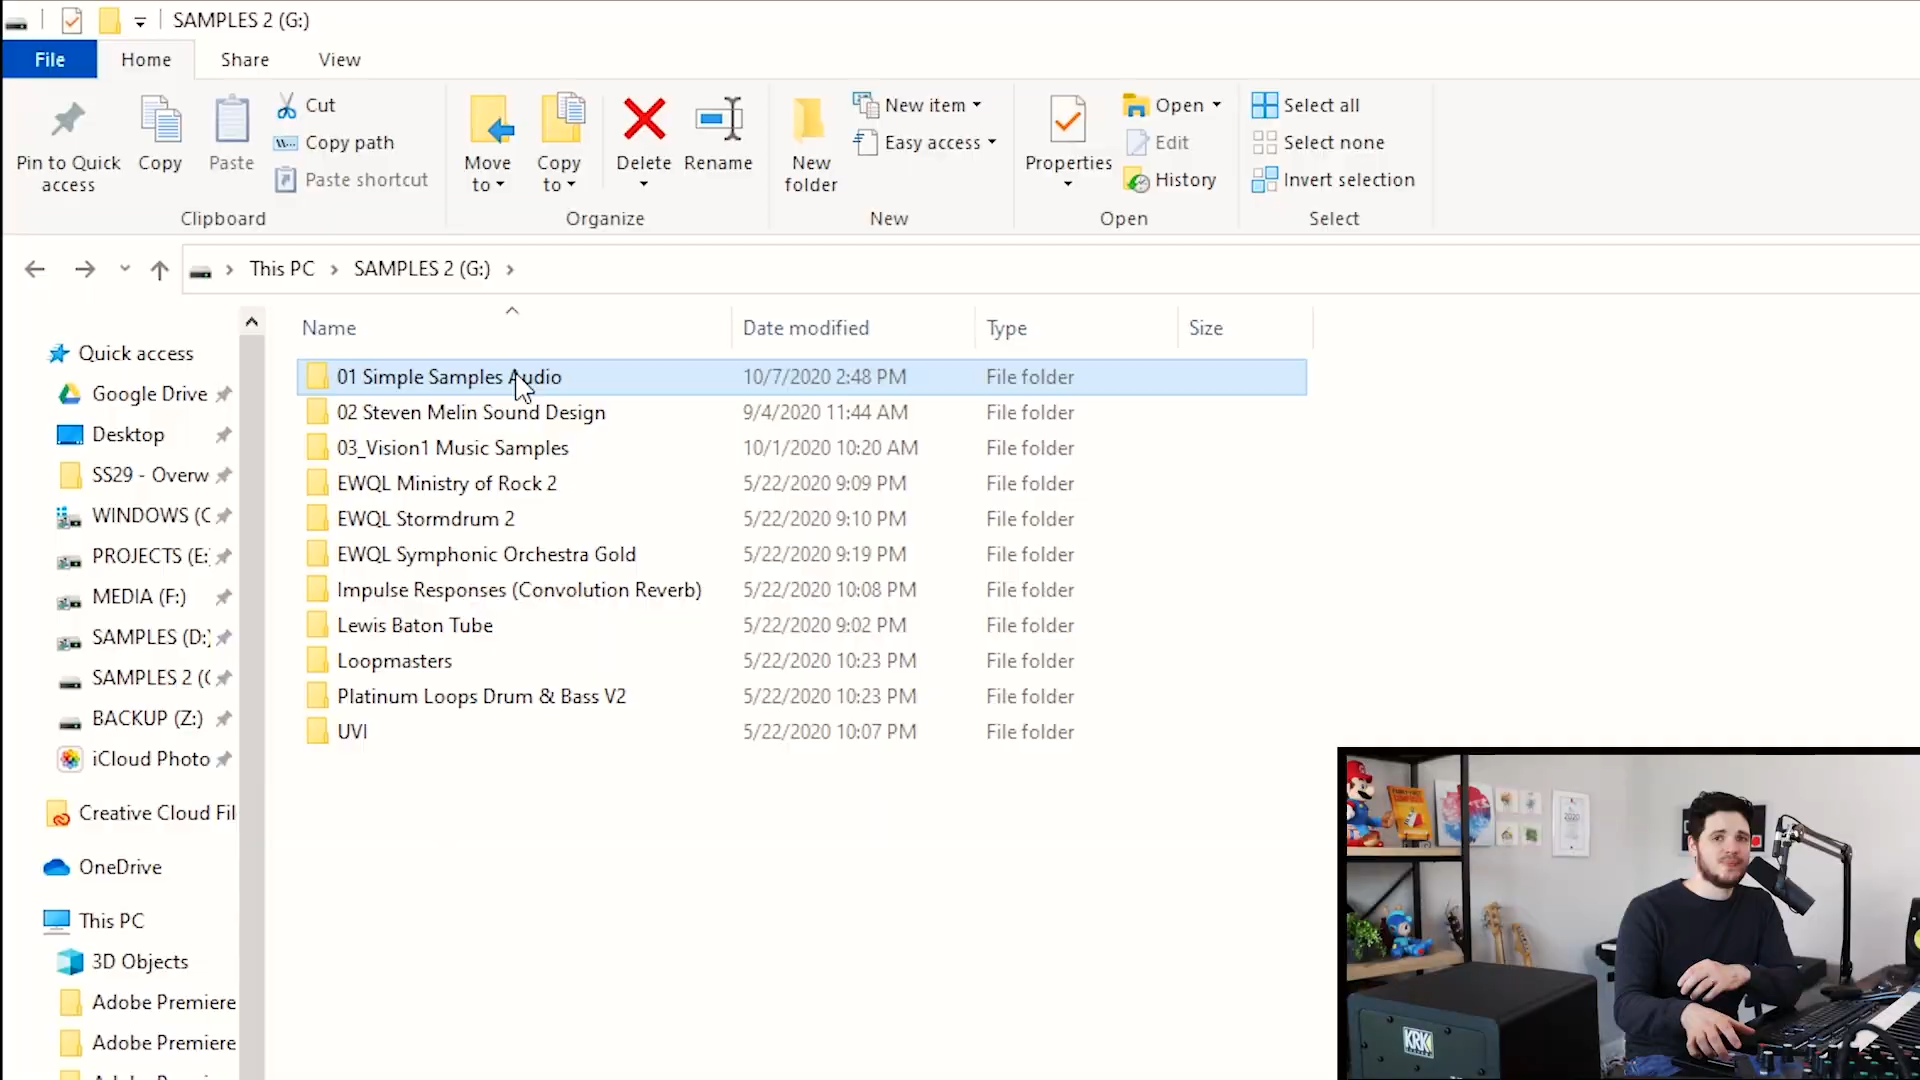 SAMPLES 2 (G:)
File
Home
Share
View
Pin to Quick access
Copy
Paste
Cut
Copy path
Paste shortcut
Clipboard
Move to
Copy to
Delete
Rename
Organize
New folder
New item
Easy access
New
Properties
Open
Edit
History
Open
Select all
Select none
Invert selection
Select
This PC
SAMPLES 2 (G:)
Name
Date modified
Type
Size
01 Simple Samples Audio 10/7/2020 2:48 PM File folder
02 Steven Melin Sound Design 9/4/2020 11:44 AM File folder
03_Vision1 Music Samples 10/1/2020 10:20 AM File folder
EWQL Ministry of Rock 2 5/22/2020 9:09 PM File folder
EWQL Stormdrum 2 5/22/2020 9:10 PM File folder
EWQL Symphonic Orchestra Gold 5/22/2020 9:19 PM File folder
Impulse Responses (Convolution Reverb) 5/22/2020 10:08 PM File folder
Lewis Baton Tube 5/22/2020 9:02 PM File folder
Loopmasters 5/22/2020 10:23 PM File folder
Platinum Loops Drum & Bass V2 5/22/2020 10:23 PM File folder
UVI 5/22/2020 10:07 PM File folder
Quick access
Google Drive
Desktop
SS29 - Overw
WINDOWS (C
PROJECTS (E:
MEDIA (F:)
SAMPLES (D:)
SAMPLES 2 (
BACKUP (Z:)
iCloud Photo
Creative Cloud Fil
OneDrive
This PC
3D Objects
Adobe Premiere
Adobe Premiere
2020
KRK